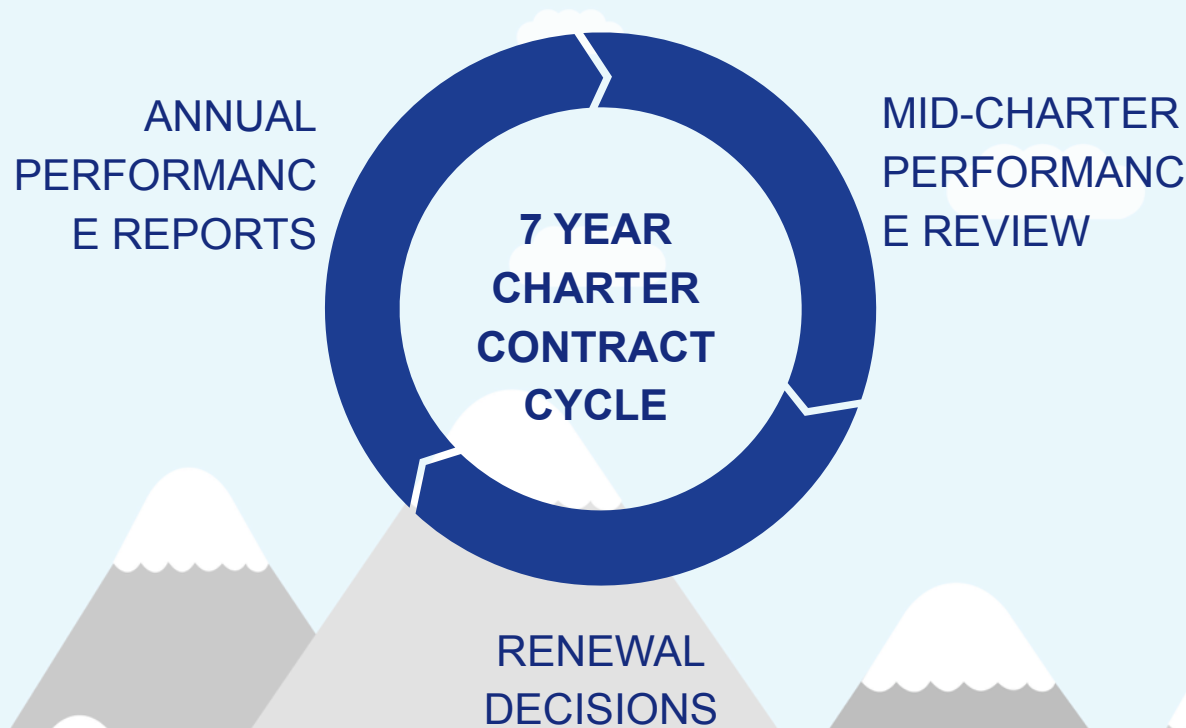 ANNUAL
PERFORMANC
E REPORTS
MID-CHARTER
PERFORMANC
E REVIEW
7 YEAR
CHARTER
CONTRACT
CYCLE
RENEWAL
DECISIONS